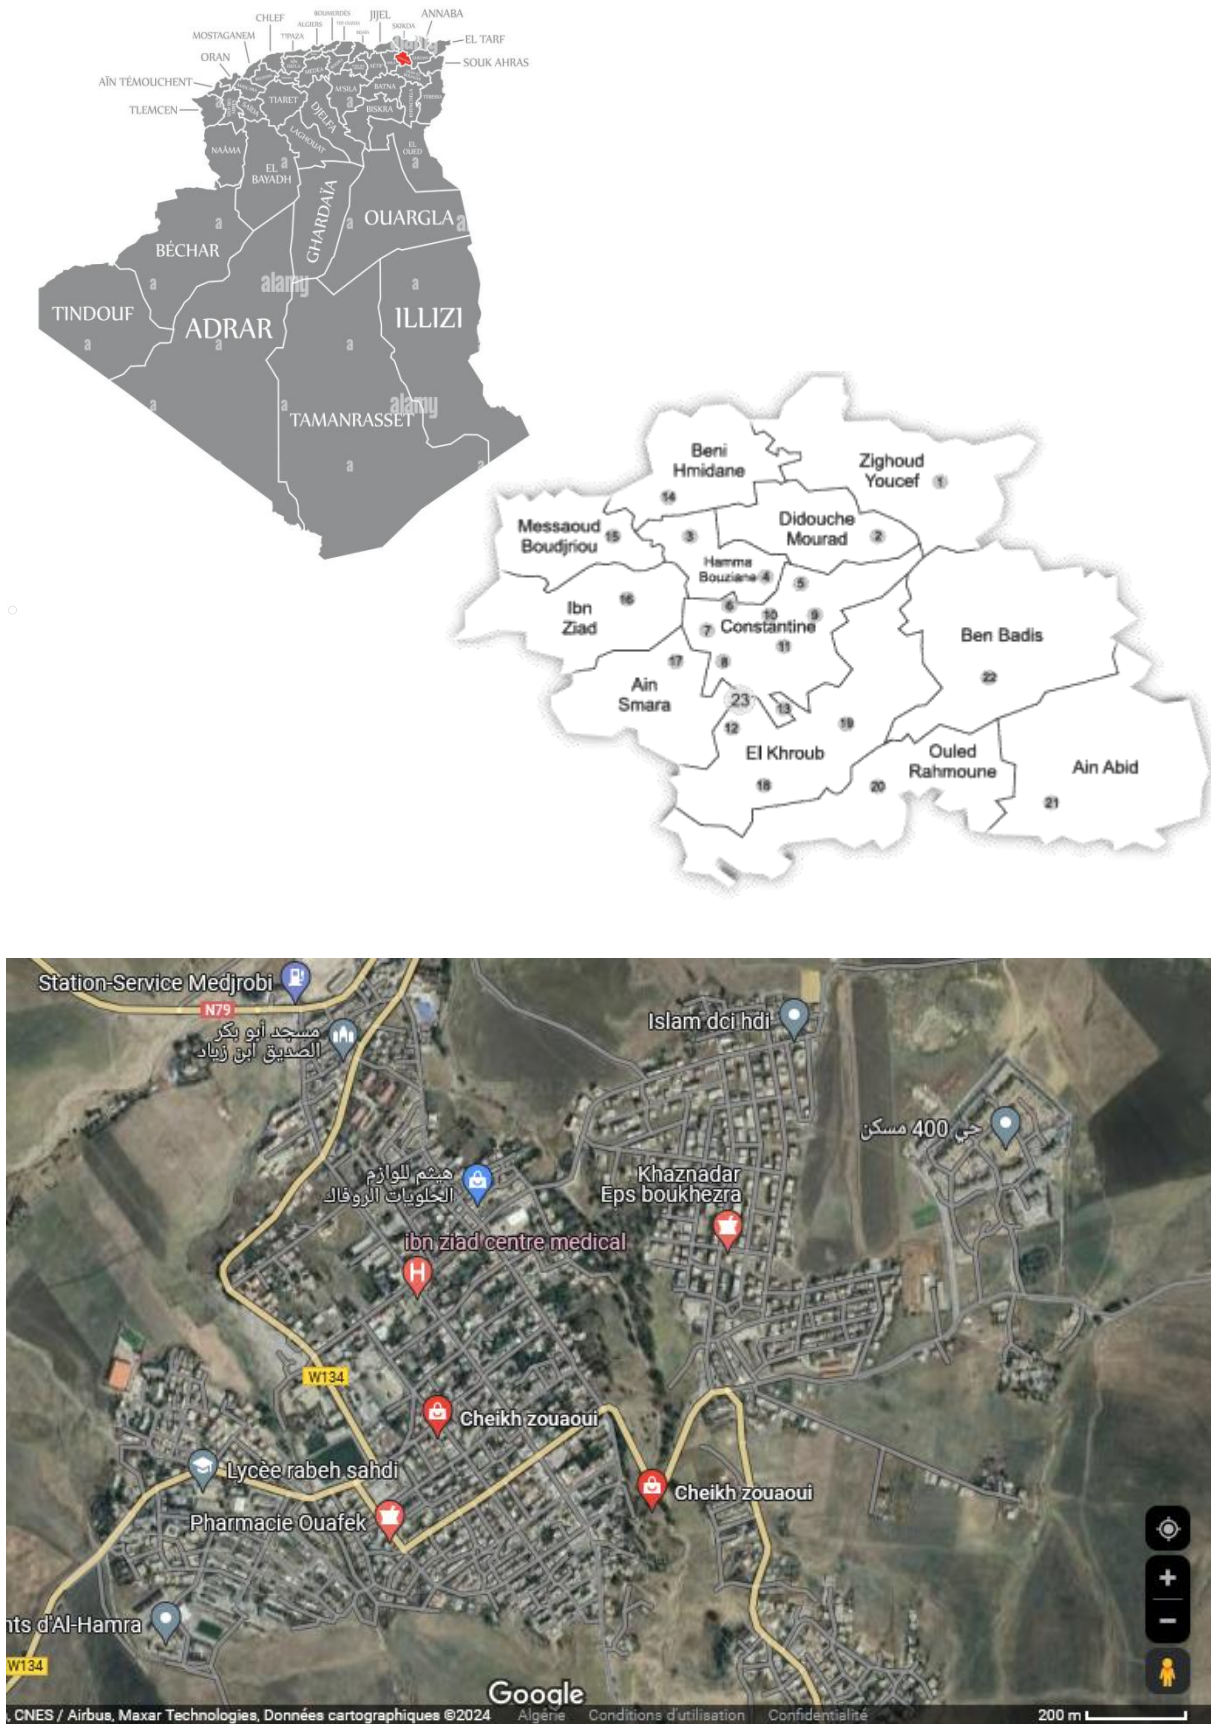 CHLEF
BOUMERDÈS
JIJEL
ANNABA
ALGIERS
SKIKDA
MOSTAGANEM
TIPAZA
EL TARF
ORAN
SOUK AHRAS
AÏN TÉMOUCHENT
TLEMCEN
MEDEA
M'SILA
BATNA
TIARET
SAÏDA
DJELFA
BISKRA
LAGHOUAT
NAÂMA
EL
OUED
EL
BAYADH
GHARDAÏA
OUARGLA
BÉCHAR
alamy
TINDOUF
ADRAR
ILLIZI
alamy
TAMANRASSET
Beni
Hmidane
14
Zighoud
Youcef
1
Messaoud
Boudjriou
15
3
Didouche
Mourad
2
Hamma
Bouziane
4
5
Ibn
Ziad
16
6
10
9
7
Constantine
11
Ben Badis
22
17
8
Ain
Smara
23
13
12
19
El Khroub
18
Ouled
Rahmoune
20
Ain Abid
21
Station-Service Medjrobi
N79
مسجد أبو بكر
الصديق ابن زياد
Islam dci hdi
حي 400 مسكن
هيثم للوازم
الحلويات الروفاك
Khaznadar
Eps boukhezra
ibn ziad centre medical
W134
Cheikh zouaoui
Lycèe rabeh sahdi
Cheikh zouaoui
Pharmacie Ouafek
nts d'Al-Hamra
W134
Google
, CNES / Airbus, Maxar Technologies, Données cartographiques ©2024 Algérie Conditions d'utilisation Confidentialité 200 m